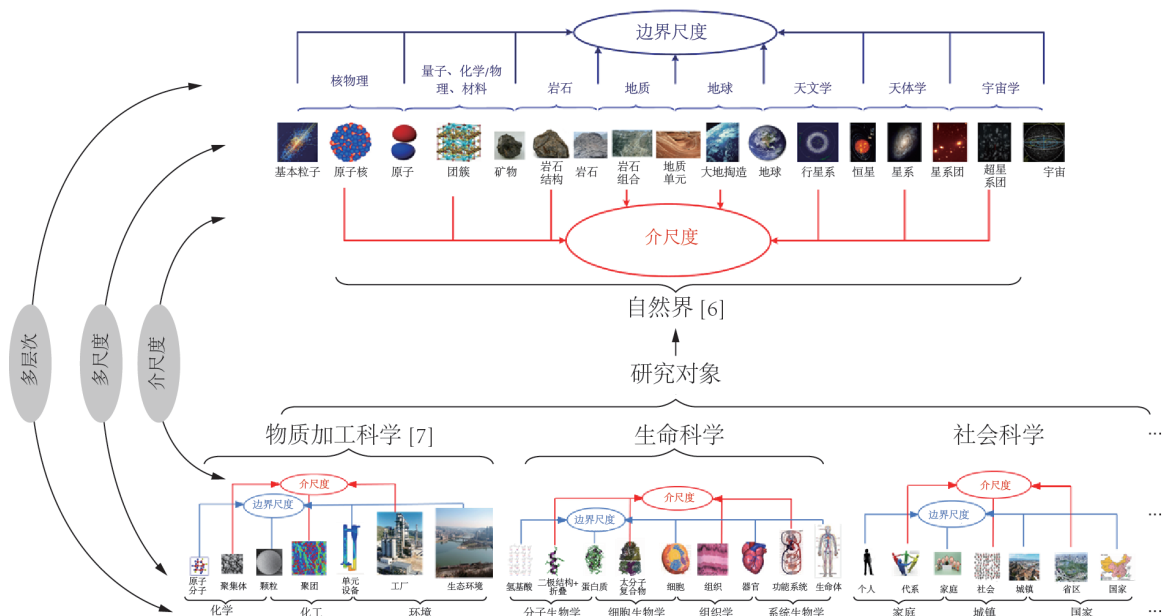 边界尺度
核物理
量子、化学/物
理、材料
岩石
地质
地球
天文学
天体学
宇宙学
基本粒子
原子核
原子
团簇
矿物
岩石
结构
岩石
岩石
组合
地质
单元
大地掏造
地球
行星系
恒星
星系
星系团
超星
系团
宇宙
介尺度
自然界 [6]
多层次
多尺度
介尺度
研究对象
物质加工科学 [7]
生命科学
社会科学
...
介尺度
边界尺度
原子
分子
聚集体
颗粒
聚团
单元
设备
工厂
生态环境
化学
化工
环境
介尺度
边界尺度
氨基酸
二极结构+
折叠
蛋白质
太分子
复合物
细胞
组织
器官
功能系统
生命体
分子生物学
细胞生物学
组织学
系统生物学
介尺度
边界尺度
...
个人
代系
家庭
社会
城镇
省区
国家
家庭
城镇
国家
...